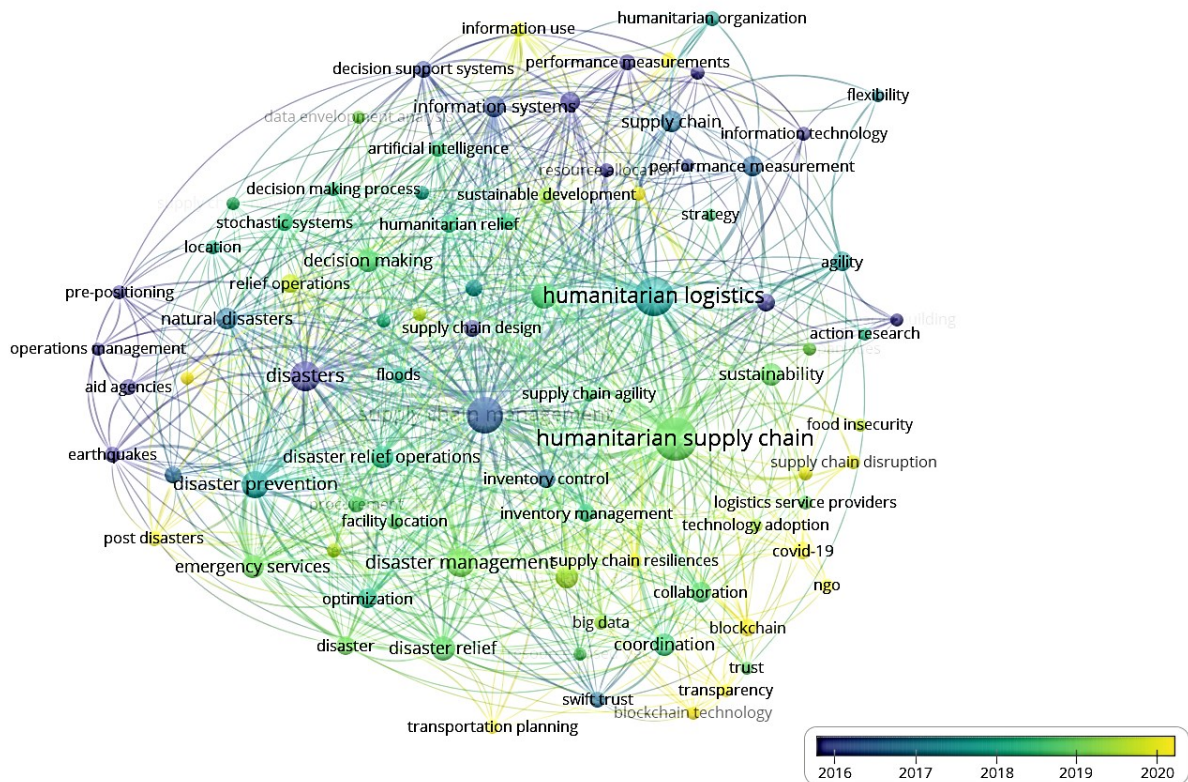 humanitarian organization
information use
performance measurements
decision support systems
flexibility
information systems
data envelopment analysis
supply chain
information technology
artificial intelligence
resource allocation
performance measurement
decision making process
sustainable development
strategy
stochastic systems
humanitarian relief
location
decision making
agility
relief operations
pre-positioning
humanitarian logistics
natural disasters
supply chain design
action research
operations management
disasters
floods
sustainability
aid agencies
supply chain agility
supply chain management
food insecurity
humanitarian supply chain
earthquakes
disaster relief operations
supply chain disruption
disaster prevention
inventory control
procurement
logistics service providers
facility location
inventory management
technology adoption
post disasters
covid-19
emergency services
disaster management
supply chain resiliences
ngo
optimization
collaboration
big data
blockchain
disaster
disaster relief
coordination
trust
transparency
swift trust
blockchain technology
transportation planning
2016 2017 2018 2019 2020